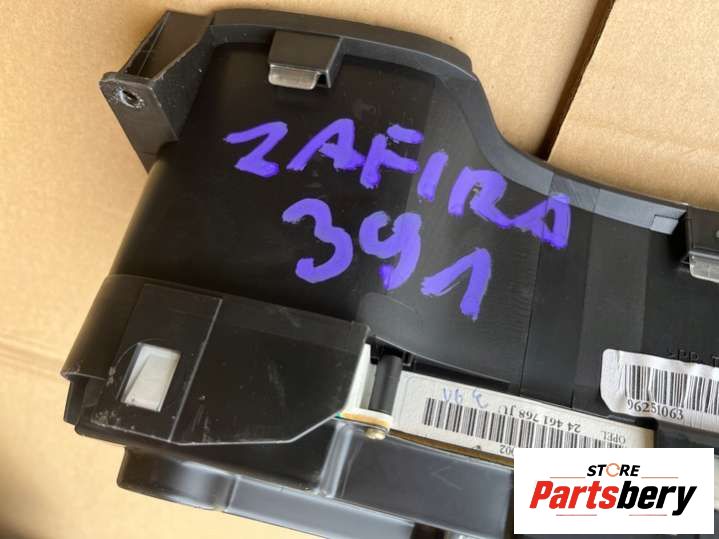 ZAFIRA
391
96251063
24 461 768 JU
OPEL
STORE
Partsbery